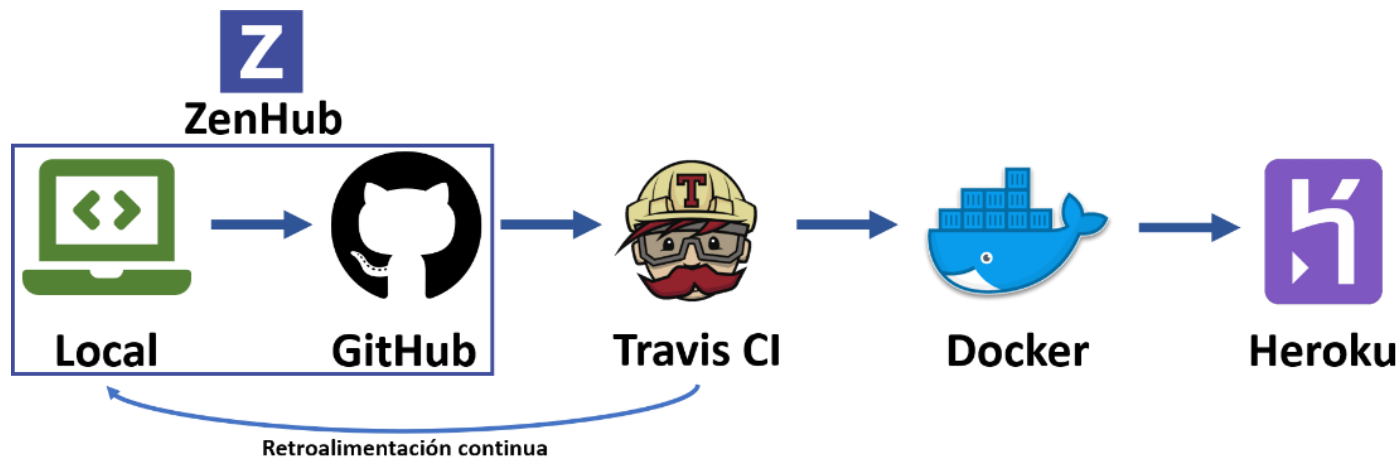 Z
ZenHub
T
Local
GitHub
Travis CI
Docker
Heroku
Retroalimentación continua